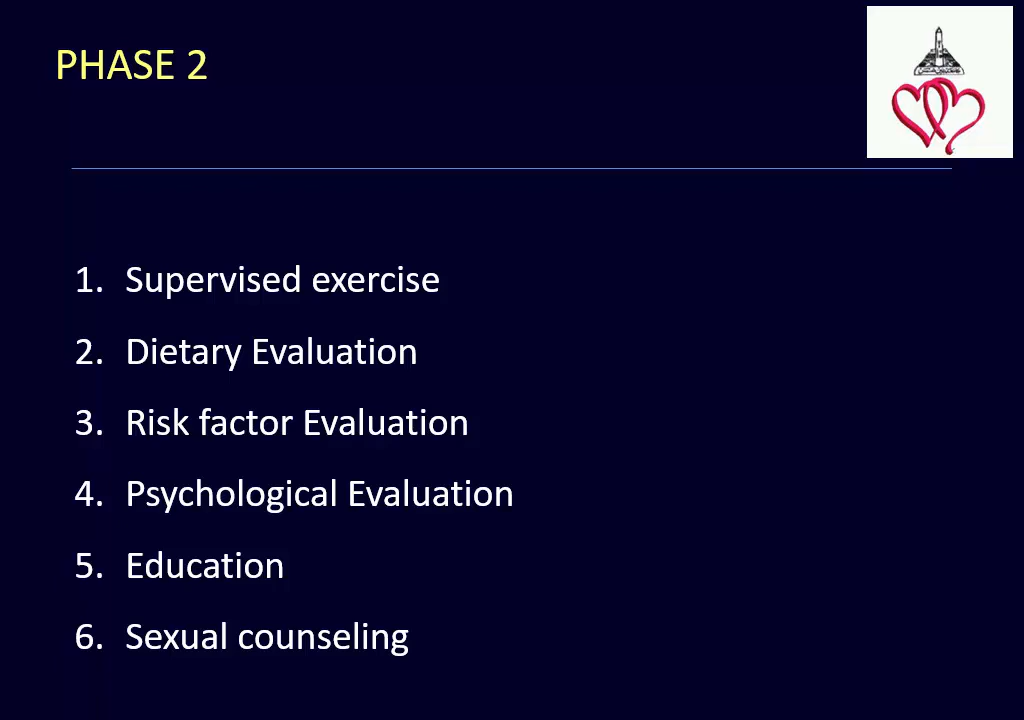 PHASE 2
1. Supervised exercise
2. Dietary Evaluation
3. Risk factor Evaluation
4. Psychological Evaluation
5. Education
6. Sexual counseling